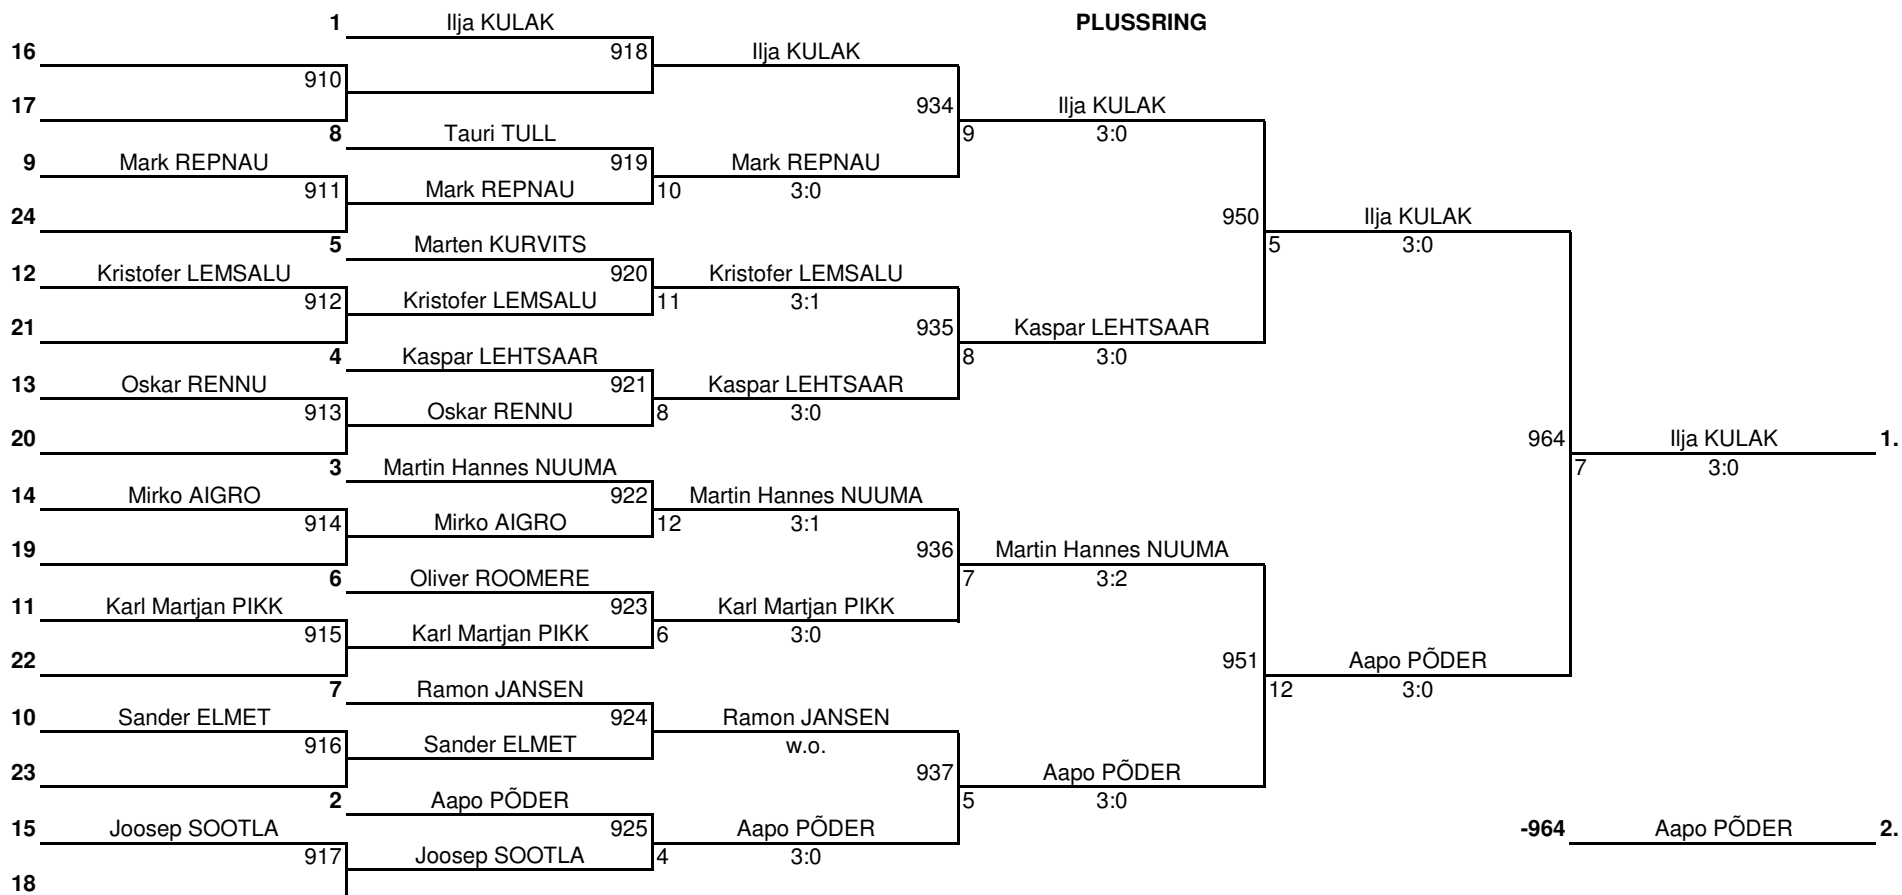 1 Ilja KULAK PLUSSRING
16 918 Ilja KULAK
910
17 934 Ilja KULAK
8 Tauri TULL 9 3:0
9 Mark REPNAU 919 Mark REPNAU
911 Mark REPNAU 10 3:0
24 950 Ilja KULAK
5 Marten KURVITS 5 3:0
12 Kristofer LEMSALU 920 Kristofer LEMSALU
912 Kristofer LEMSALU 11 3:1
21 935 Kaspar LEHTSAAR
4 Kaspar LEHTSAAR 8 3:0
13 Oskar RENNU 921 Kaspar LEHTSAAR
913 Oskar RENNU 8 3:0
20 964 Ilja KULAK 1.
3 Martin Hannes NUUMA 7 3:0
14 Mirko AIGRO 922 Martin Hannes NUUMA
914 Mirko AIGRO 12 3:1
19 936 Martin Hannes NUUMA
6 Oliver ROOMERE 7 3:2
11 Karl Martjan PIKK 923 Karl Martjan PIKK
915 Karl Martjan PIKK 6 3:0
22 951 Aapo PÕDER
7 Ramon JANSEN 12 3:0
10 Sander ELMET 924 Ramon JANSEN
916 Sander ELMET w.o.
23 937 Aapo PÕDER
2 Aapo PÕDER 5 3:0
15 Joosep SOOTLA 925 Aapo PÕDER -964 Aapo PÕDER 2.
917 Joosep SOOTLA 4 3:0
18